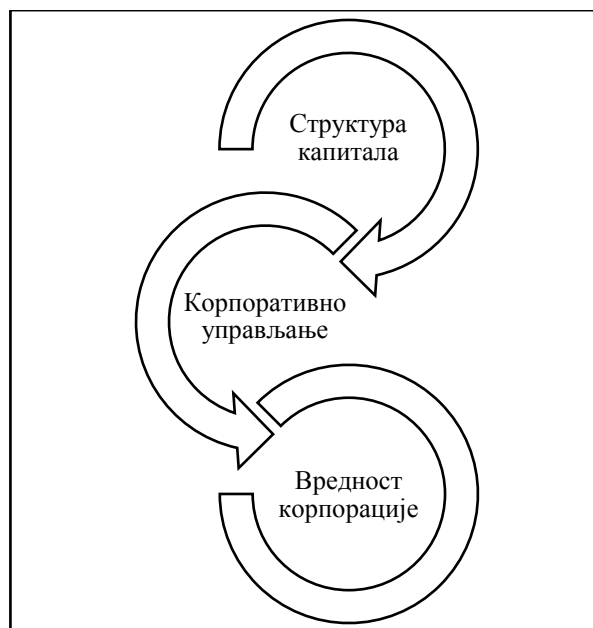 Структура
капитала
Корпоративно
управљање
Вредност
корпорације